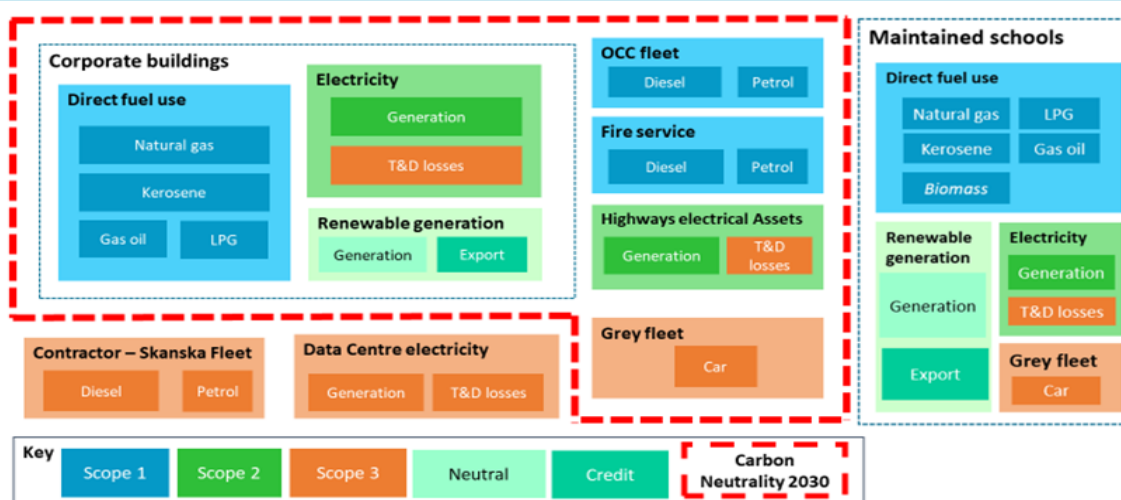 Corporate buildings
Direct fuel use
Natural gas
Kerosene
Gas oil
LPG
Electricity
Generation
T&D losses
Renewable generation
Generation
Export
OCC fleet
Diesel
Petrol
Fire service
Diesel
Petrol
Highways electrical Assets
Generation
T&D
losses
Grey fleet
Car
Contractor – Skanska Fleet
Diesel
Petrol
Data Centre electricity
Generation
T&D losses
Maintained schools
Direct fuel use
Natural gas
LPG
Kerosene
Gas oil
Biomass
Renewable
generation
Generation
Export
Electricity
Generation
T&D losses
Grey fleet
Car
Key
Scope 1
Scope 2
Scope 3
Neutral
Credit
Carbon
Neutrality 2030